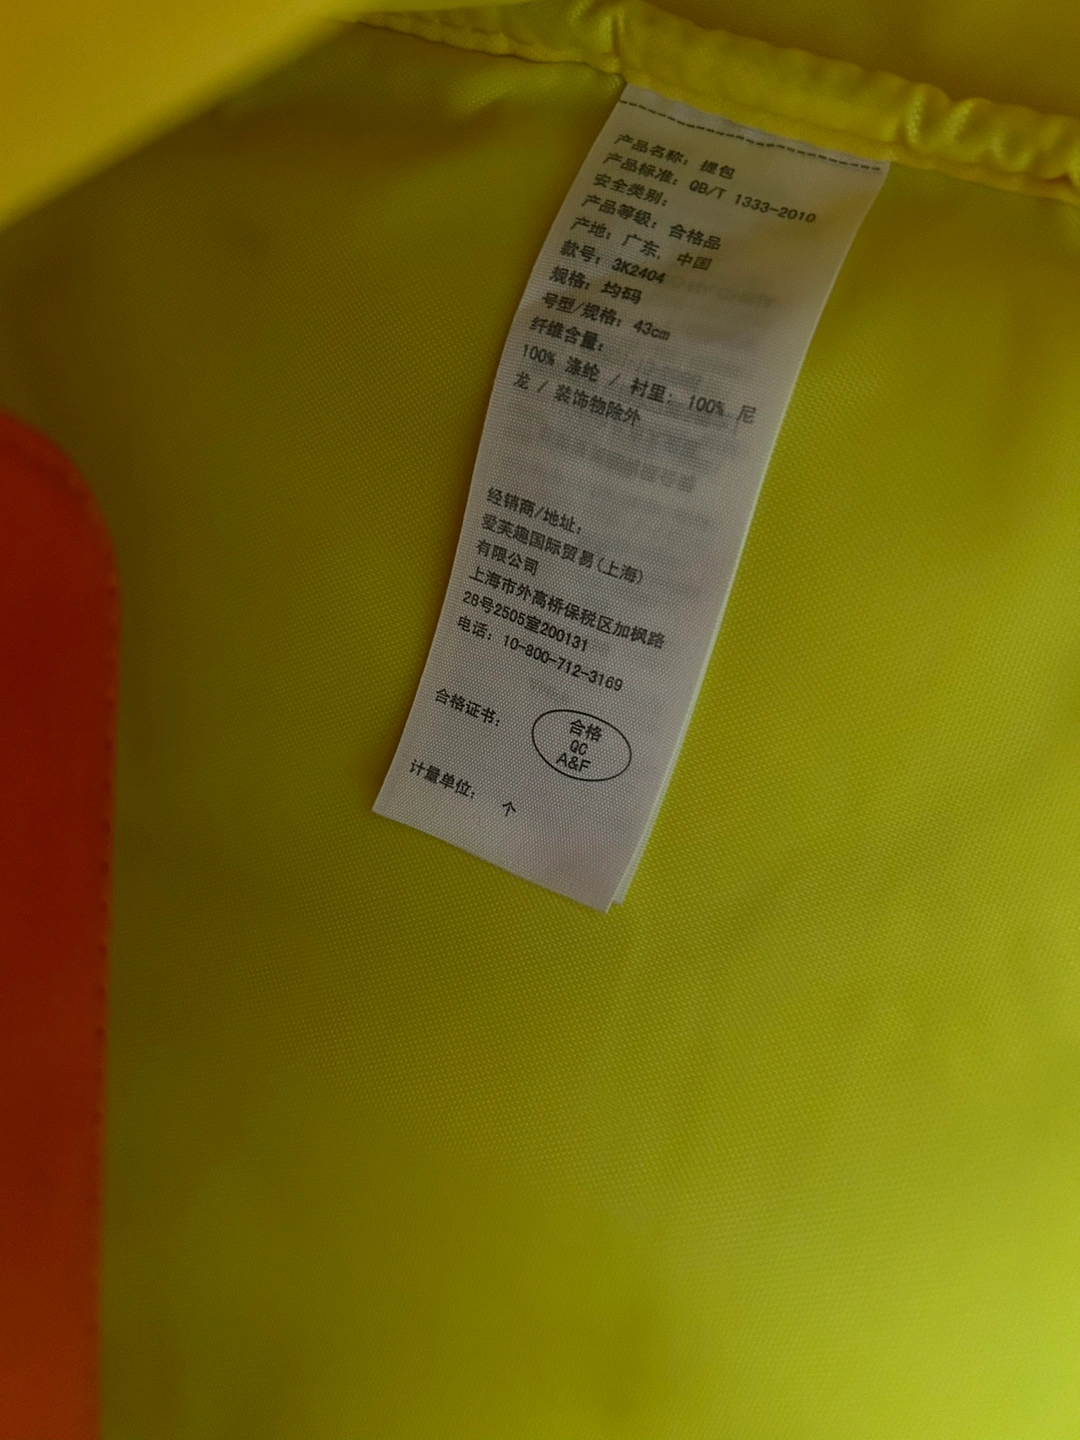 产品名称：提包
产品标准：QB/T 1333-2010
安全类别：
产品等级：合格品
产地：广东，中国
款号：3K2404
规格：均码
号型/规格：43cm
纤维含量：
100% 涤纶 / 衬里：100% 尼
龙 / 装饰物除外
经销商/地址：
爱芙趣国际贸易(上海)
有限公司
上海市外高桥保税区加枫路
28号2505室200131
电话：10-800-712-3169
合格证书：
合格
QC
A&F
计量单位： 个